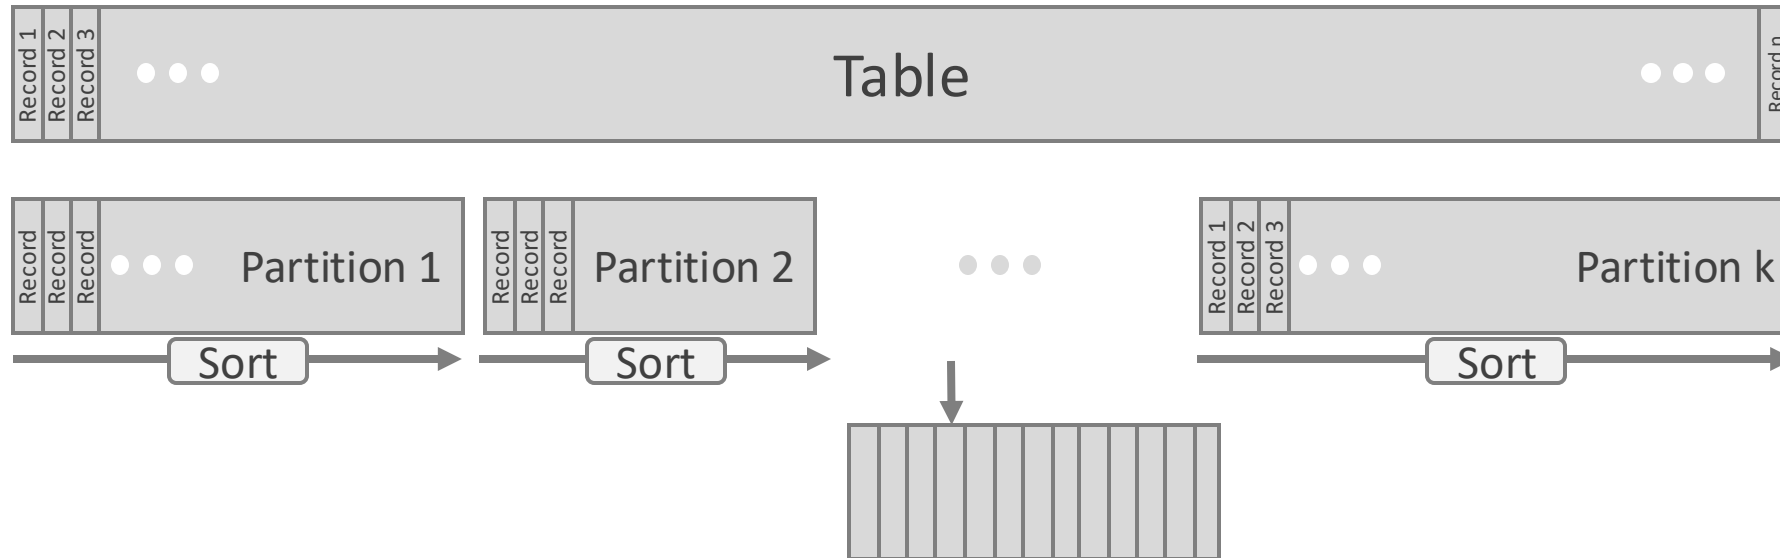 Record 1
Record 2
Record 3
Table
Record n
Record
Record
Record
Partition 1
Record
Record
Record
Partition 2
Record 1
Record 2
Record 3
Partition k
Sort
Sort
Sort